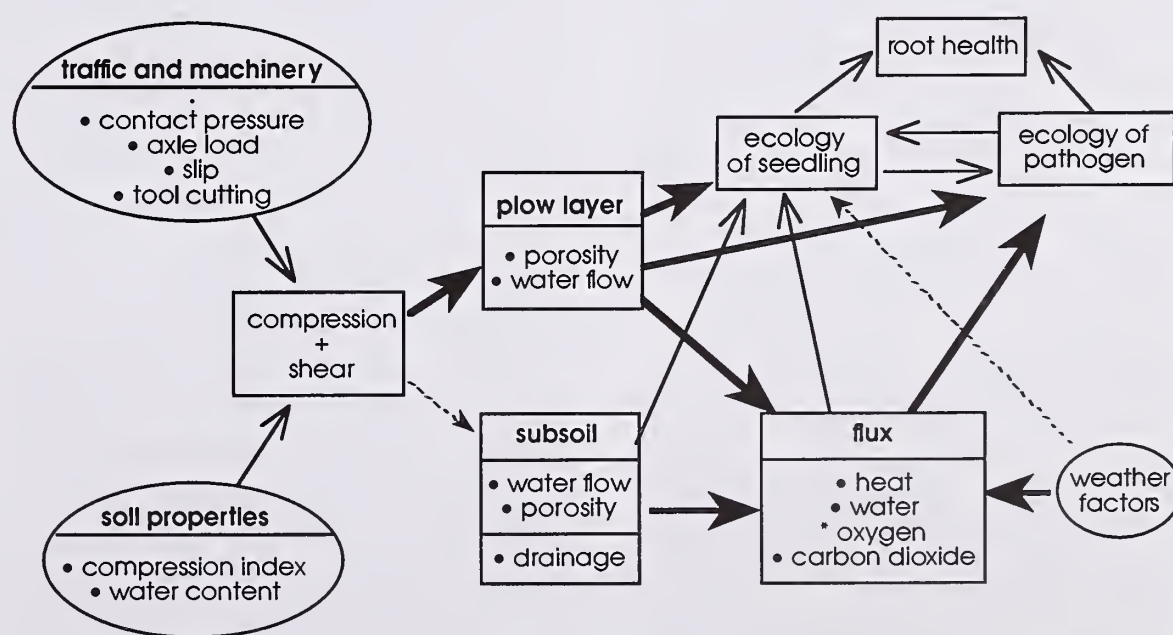 traffic and machinery
• contact pressure
• axle load
• slip
• tool cutting
soil properties
• compression index
• water content
compression
+
shear
plow layer
• porosity
• water flow
subsoil
• water flow
• porosity
• drainage
root health
ecology
of seedling
ecology of
pathogen
flux
• heat
• water
* oxygen
• carbon dioxide
weather
factors